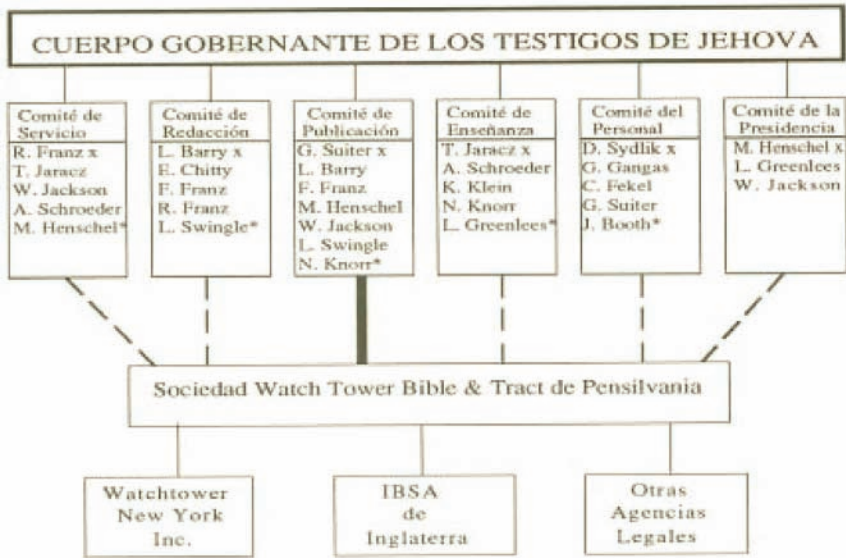 CUERPO GOBERNANTE DE LOS TESTIGOS DE JEHOVA
Comité de
Servicio
R. Franz x
T. Jaracz
W. Jackson
A. Schroeder
M. Henschel*
Comité de
Redacción
L. Barry x
E. Chitty
F. Franz
R. Franz
L. Swingle*
Comité de
Publicación
G. Suiter x
L. Barry
F. Franz
M. Henschel
W. Jackson
L. Swingle
N. Knorr*
Comité de
Enseñanza
T. Jaracz x
A. Schroeder
K. Klein
N. Knorr
L. Greenlees*
Comité del
Personal
D. Sydlik x
G. Gangas
C. Fekel
G. Suiter
J. Booth*
Comité de la
Presidencia
M. Henschel x
L. Greenlees
W. Jackson
Sociedad Watch Tower Bible & Tract de Pensilvania
Watchtower
New York
Inc.
IBSA
de
Inglaterra
Otras
Agencias
Legales